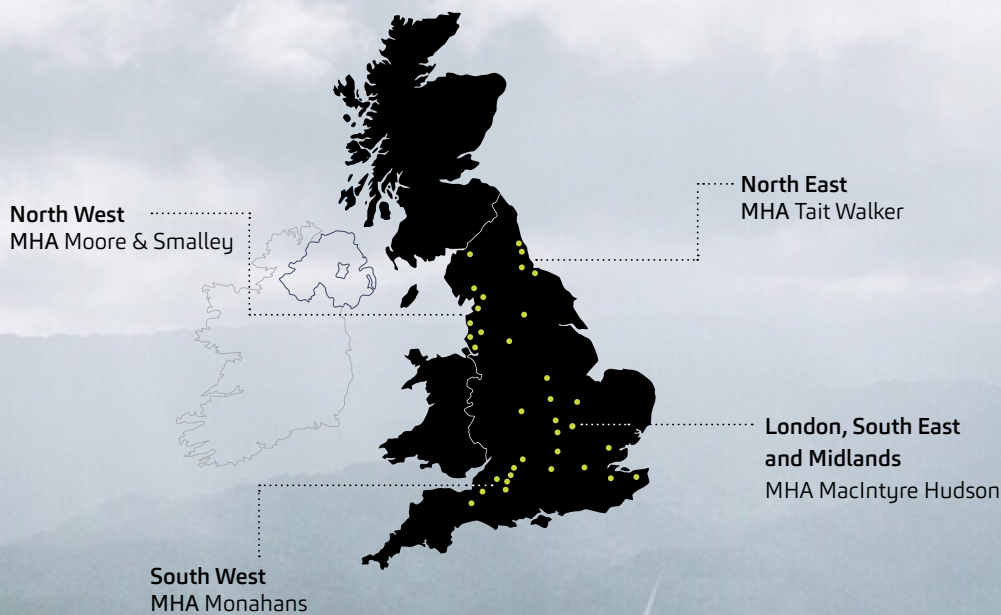 North West
MHA Moore & Smalley
North East
MHA Tait Walker
London, South East
and Midlands
MHA MacIntyre Hudson
South West
MHA Monahans